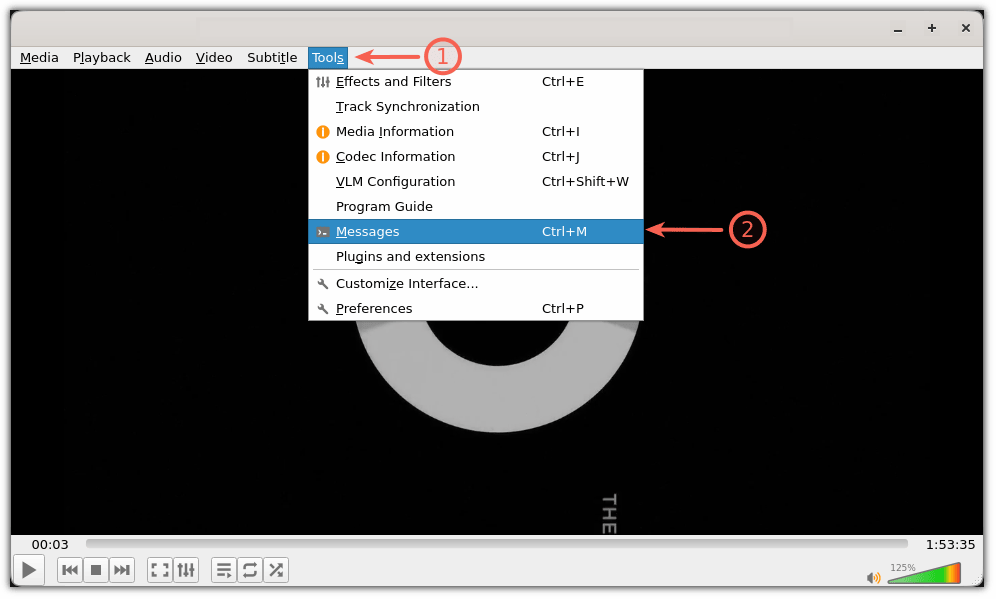 Media Playback Audio Video Subtitle Tools 1
Effects and Filters Ctrl+E
Track Synchronization
Media Information Ctrl+I
Codec Information Ctrl+J
VLM Configuration Ctrl+Shift+W
Program Guide
Messages Ctrl+M 2
Plugins and extensions
Customize Interface...
Preferences Ctrl+P
THE
00:03 1:53:35
125%